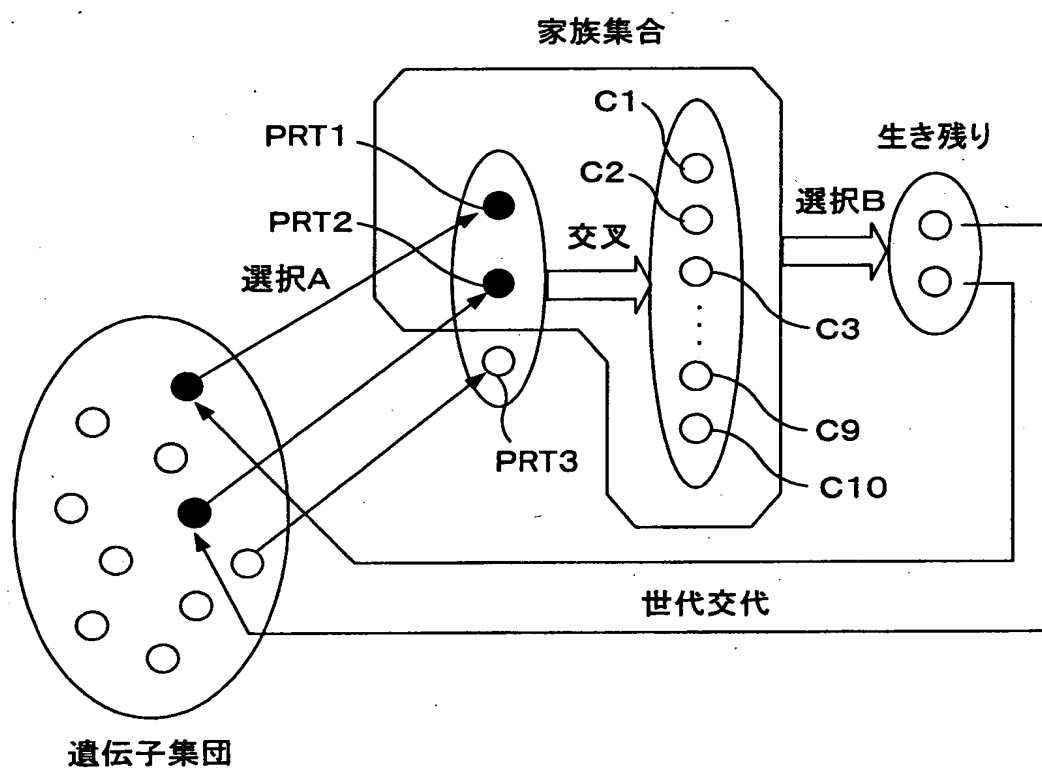 家族集合
C1
PRT1
C2
生き残り
選択B
PRT2
交叉
選択A
C3
C9
PRT3
C10
世代交代
遺伝子集団